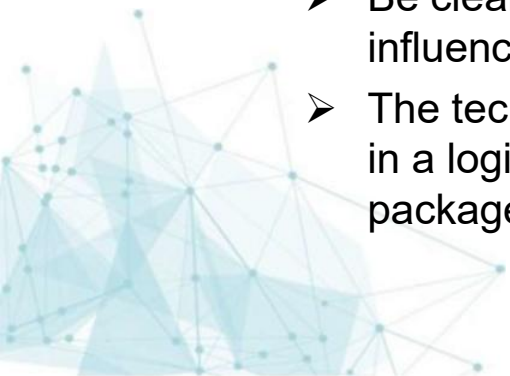 ➢ Be clea
influenc
➢ The tec
in a logi
package